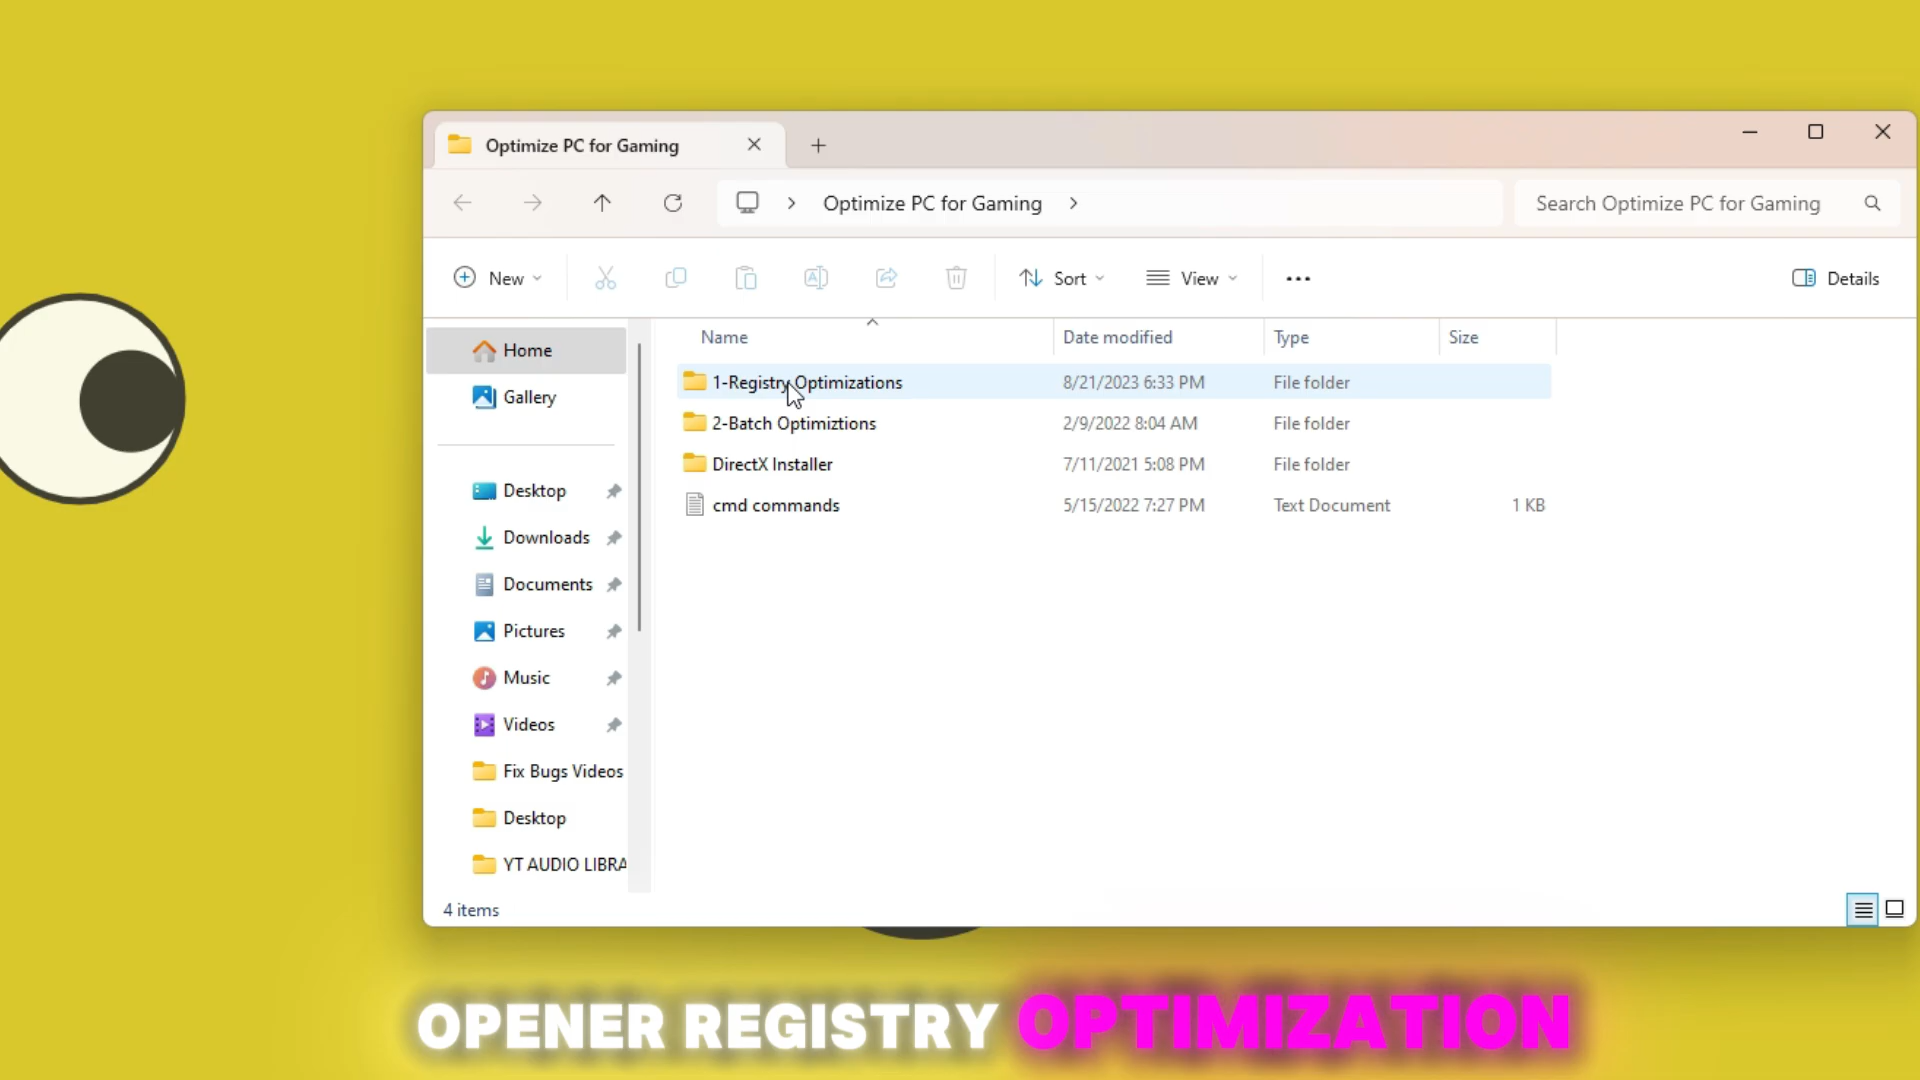 Optimize PC for Gaming
Optimize PC for Gaming
Search Optimize PC for Gaming
New
Sort
View
Details
Name Date modified Type Size
Home
Gallery
1-Registry Optimizations 8/21/2023 6:33 PM File folder
2-Batch Optimiztions 2/9/2022 8:04 AM File folder
DirectX Installer 7/11/2021 5:08 PM File folder
cmd commands 5/15/2022 7:27 PM Text Document 1 KB
Desktop
Downloads
Documents
Pictures
Music
Videos
Fix Bugs Videos
Desktop
YT AUDIO LIBRA
4 items
OPENER REGISTRY OPTIMIZATION